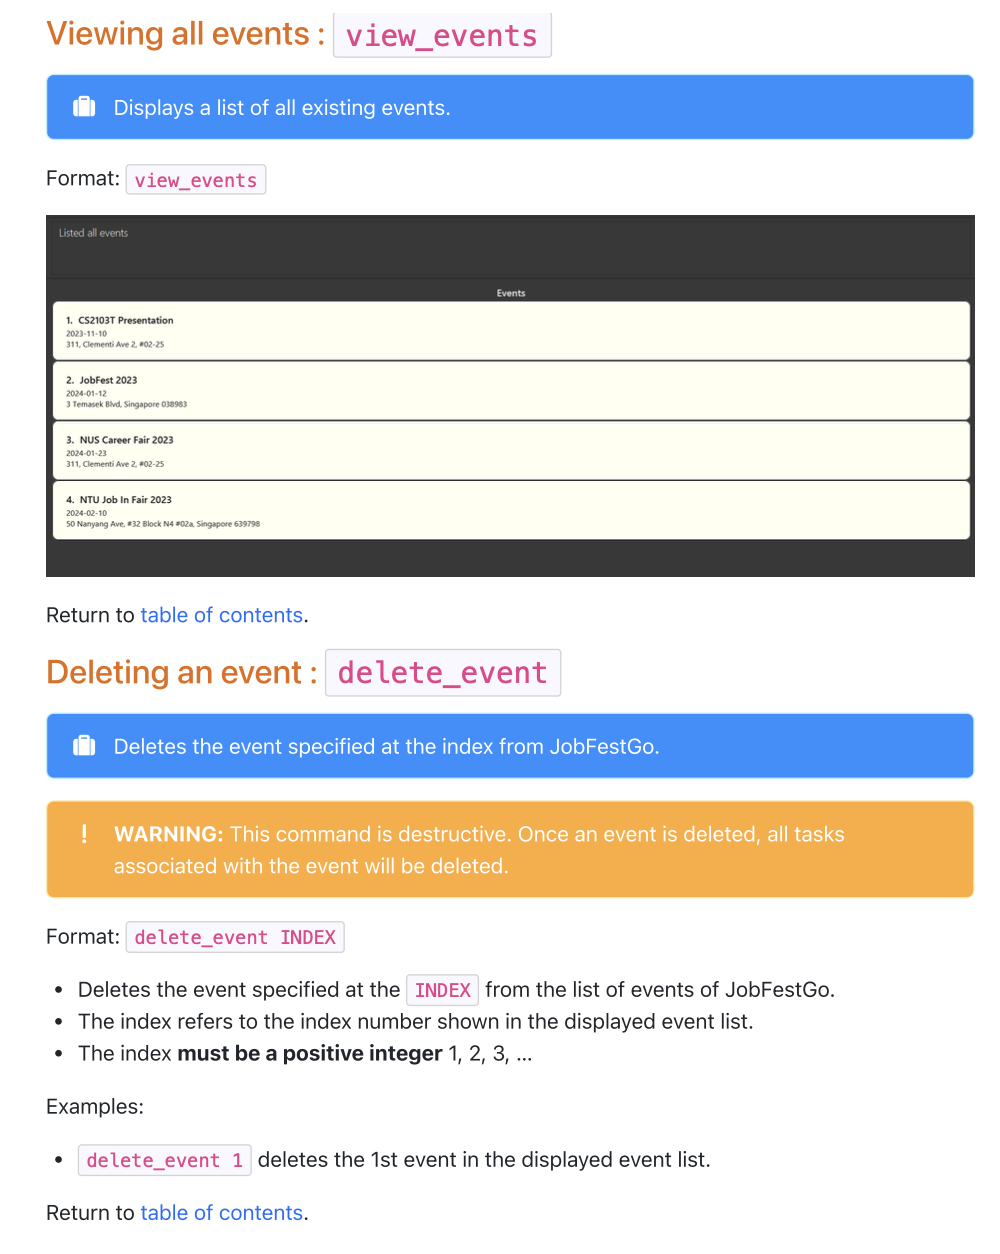 Viewing all events : view_events
Displays a list of all existing events.
Format: view_events
Listed all events
Events
1. CS2103T Presentation
2023-11-10
311, Clementi Ave 2, #02-25
2. JobFest 2023
2024-01-12
3 Temasek Blvd, Singapore 038983
3. NUS Career Fair 2023
2024-01-23
311, Clementi Ave 2, #02-25
4. NTU Job In Fair 2023
2024-02-10
50 Nanyang Ave, #32 Block N4 #02a, Singapore 639798
Return to table of contents.
Deleting an event : delete_event
Deletes the event specified at the index from JobFestGo.
WARNING: This command is destructive. Once an event is deleted, all tasks
associated with the event will be deleted.
Format: delete_event INDEX
• Deletes the event specified at the INDEX from the list of events of JobFestGo.
• The index refers to the index number shown in the displayed event list.
• The index must be a positive integer 1, 2, 3, …
Examples:
• delete_event 1 deletes the 1st event in the displayed event list.
Return to table of contents.